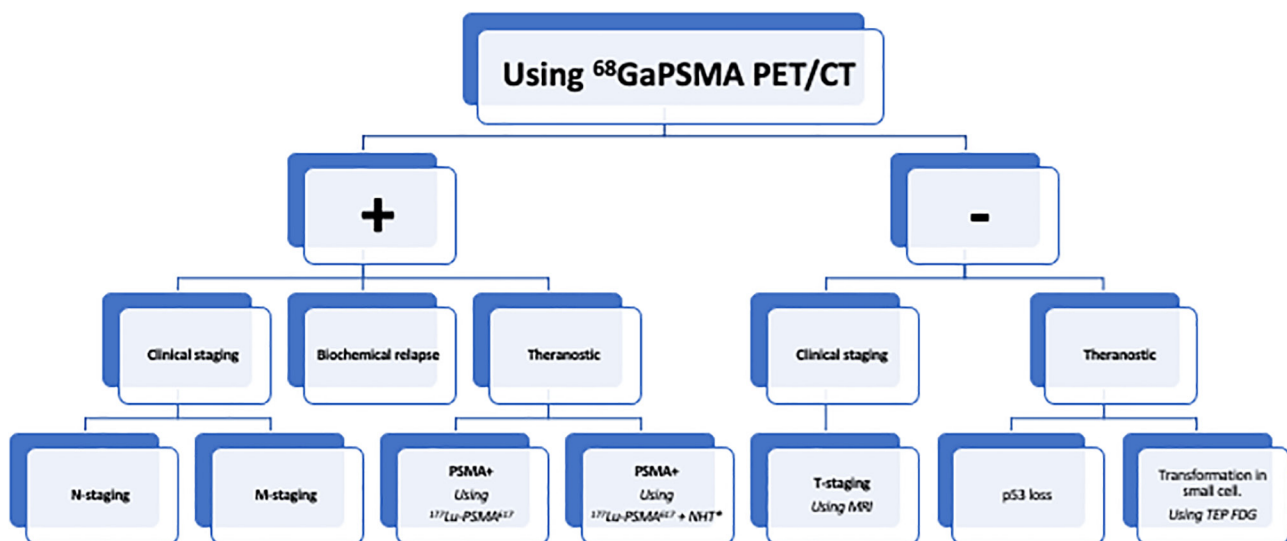 Using ⁶⁸GaPSMA PET/CT
+
-
Clinical staging
Biochemical relapse
Theranostic
Clinical staging
Theranostic
N-staging
M-staging
PSMA+
Using
¹⁷⁷Lu-PSMA⁶¹⁷
PSMA+
Using
¹⁷⁷Lu-PSMA⁶¹⁷ + NHT*
T-staging
Using MRI
p53 loss
Transformation in
small cell.
Using TEP FDG